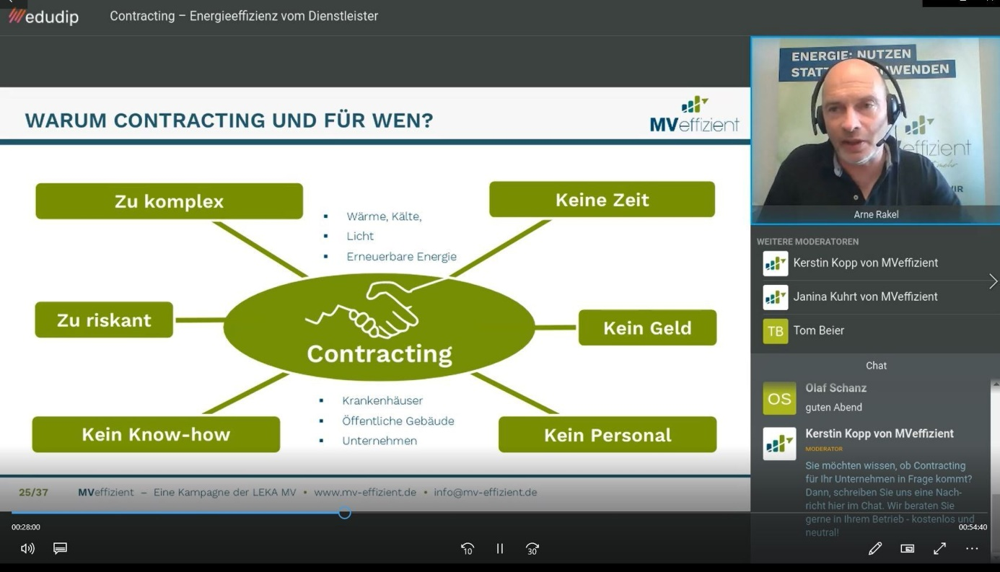 edudip
Contracting – Energieeffizienz vom Dienstleister
WARUM CONTRACTING UND FÜR WEN?
MVeffizient
Zu komplex
Keine Zeit
Wärme, Kälte,
Licht
Erneuerbare Energie
Zu riskant
Contracting
Kein Geld
Krankenhäuser
Öffentliche Gebäude
Unternehmen
Kein Know-how
Kein Personal
25/37 MVeffizient – Eine Kampagne der LEKA MV • www.mv-effizient.de • info@mv-effizient.de
ENERGIE: NUTZEN
effizient
Arne Rakel
WEITERE MODERATOREN
Kerstin Kopp von MVeffizient
Janina Kuhrt von MVeffizient
TB Tom Beier
Chat
OS
Olaf Schanz
guten Abend
Kerstin Kopp von MVeffizient
MODERATOR
Sie möchten wissen, ob Contracting
für Ihr Unternehmen in Frage kommt?
Dann, schreiben Sie uns eine Nach-
richt hier im Chat. Wir beraten Sie
gerne in Ihrem Betrieb - kostenlos und
neutral!
00:28:00
00:54:40
10
30